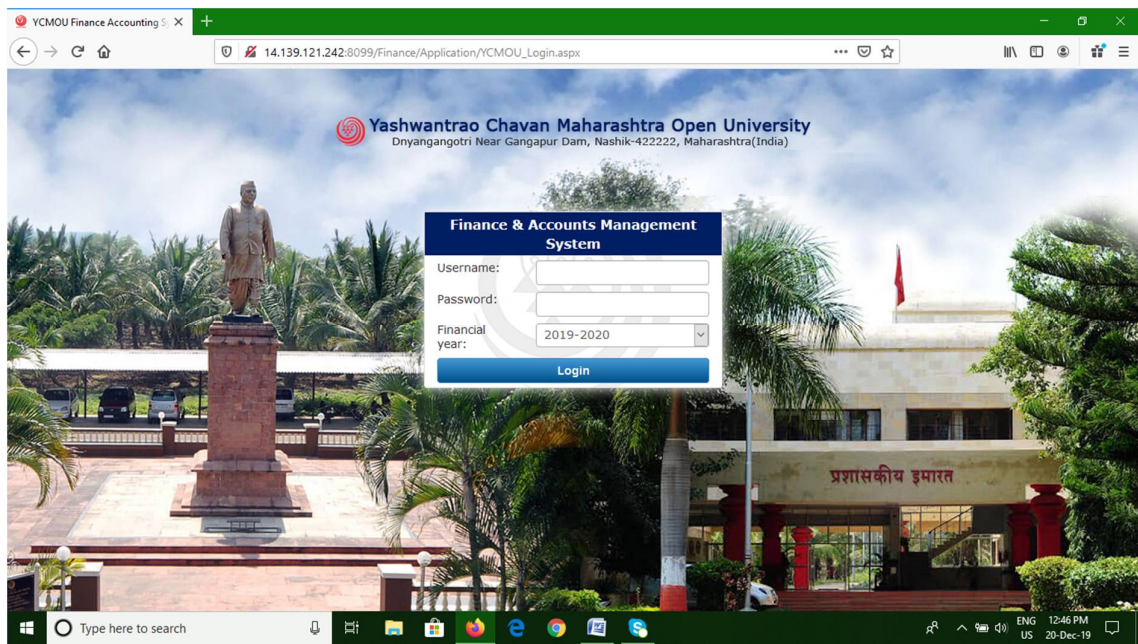 YCMOU Finance Accounting S
14.139.121.242:8099/Finance/Application/YCMOU_Login.aspx
Yashwantrao Chavan Maharashtra Open University
Dnyangangotri Near Gangapur Dam, Nashik-422222, Maharashtra(India)
Finance & Accounts Management
System
Username:
Password:
Financial
year:
2019-2020
Login
प्रशासकीय इमारत
Type here to search
ENG
US
12:46 PM
20-Dec-19